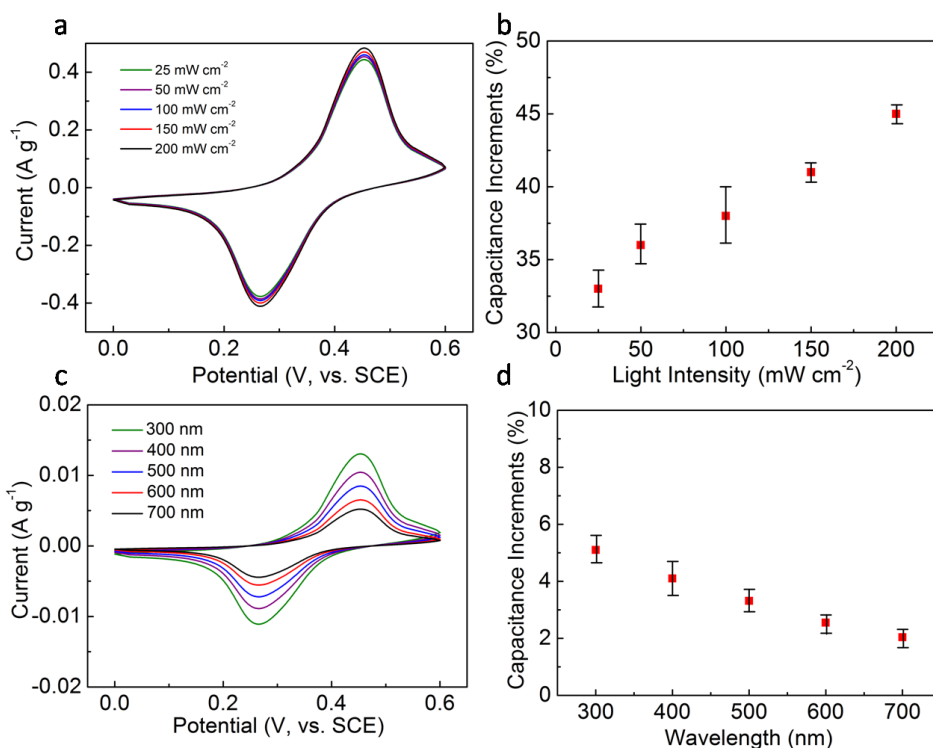 a
25 mW cm⁻²
50 mW cm⁻²
100 mW cm⁻²
150 mW cm⁻²
200 mW cm⁻²
0.4
0.2
0.0
-0.2
-0.4
Current (A g⁻¹)
0.0 0.2 0.4 0.6
Potential (V, vs. SCE)
b
50
45
40
35
30
Capacitance Increments (%)
0 50 100 150 200
Light Intensity (mW cm⁻²)
c
300 nm
400 nm
500 nm
600 nm
700 nm
0.02
0.01
0.00
-0.01
-0.02
Current (A g⁻¹)
0.0 0.2 0.4 0.6
Potential (V, vs. SCE)
d
10
8
6
4
2
0
Capacitance Increments (%)
300 400 500 600 700
Wavelength (nm)